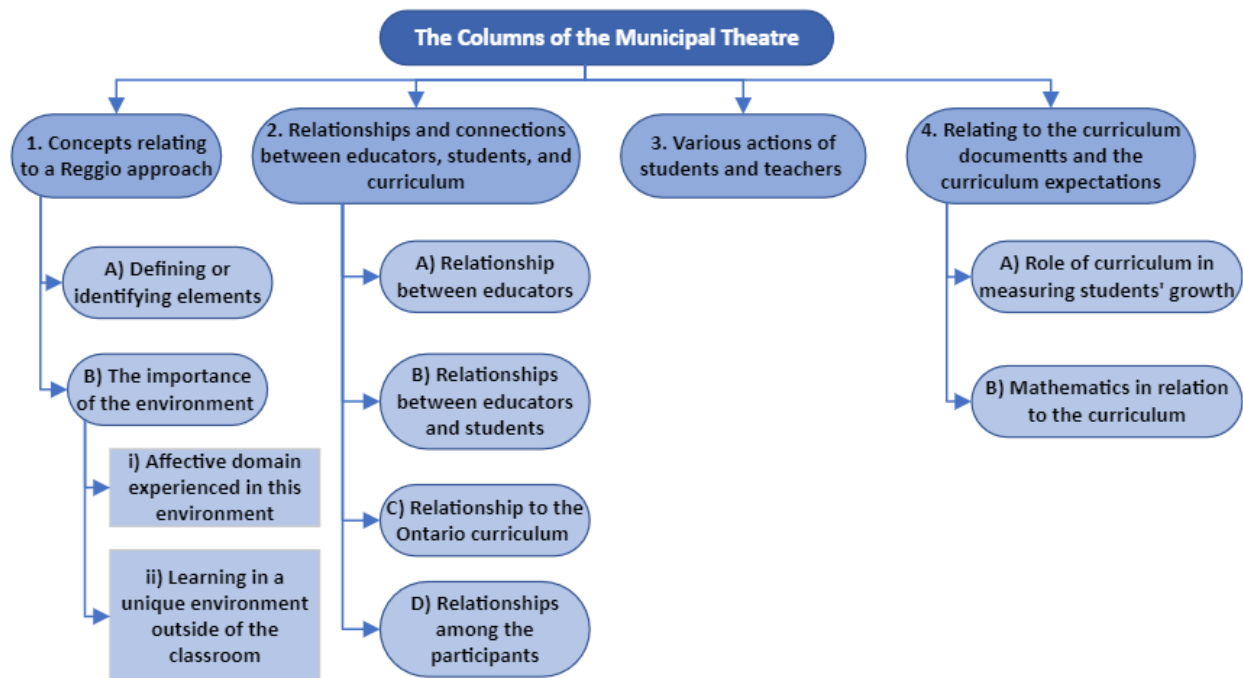 The Columns of the Municipal Theatre
1. Concepts relating
to a Reggio approach
A) Defining or
identifying elements
B) The importance
of the environment
i) Affective domain
experienced in this
environment
ii) Learning in a
unique environment
outside of the
classroom
2. Relationships and connections
between educators, students, and
curriculum
A) Relationship
between educators
B) Relationships
between educators
and students
C) Relationship to the
Ontario curriculum
D) Relationships
among the
participants
3. Various actions of
students and teachers
4. Relating to the curriculum
documentts and the
curriculum expectations
A) Role of curriculum in
measuring students' growth
B) Mathematics in relation
to the curriculum